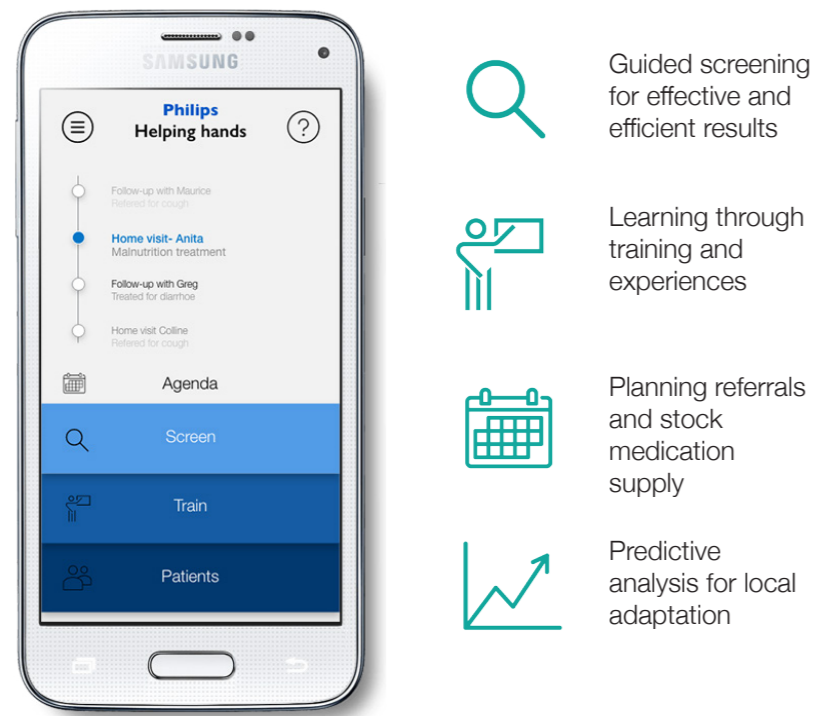 SAMSUNG
Philips
Helping hands
?
Follow-up with Maurice
Refered for cough
Home visit- Anita
Malnutrition treatment
Follow-up with Greg
Treated for diarrhoe
Home visit Colline
Refered for cough
Agenda
Screen
Train
Patients
Guided screening
for effective and
efficient results
Learning through
training and
experiences
Planning referrals
and stock
medication
supply
Predictive
analysis for local
adaptation